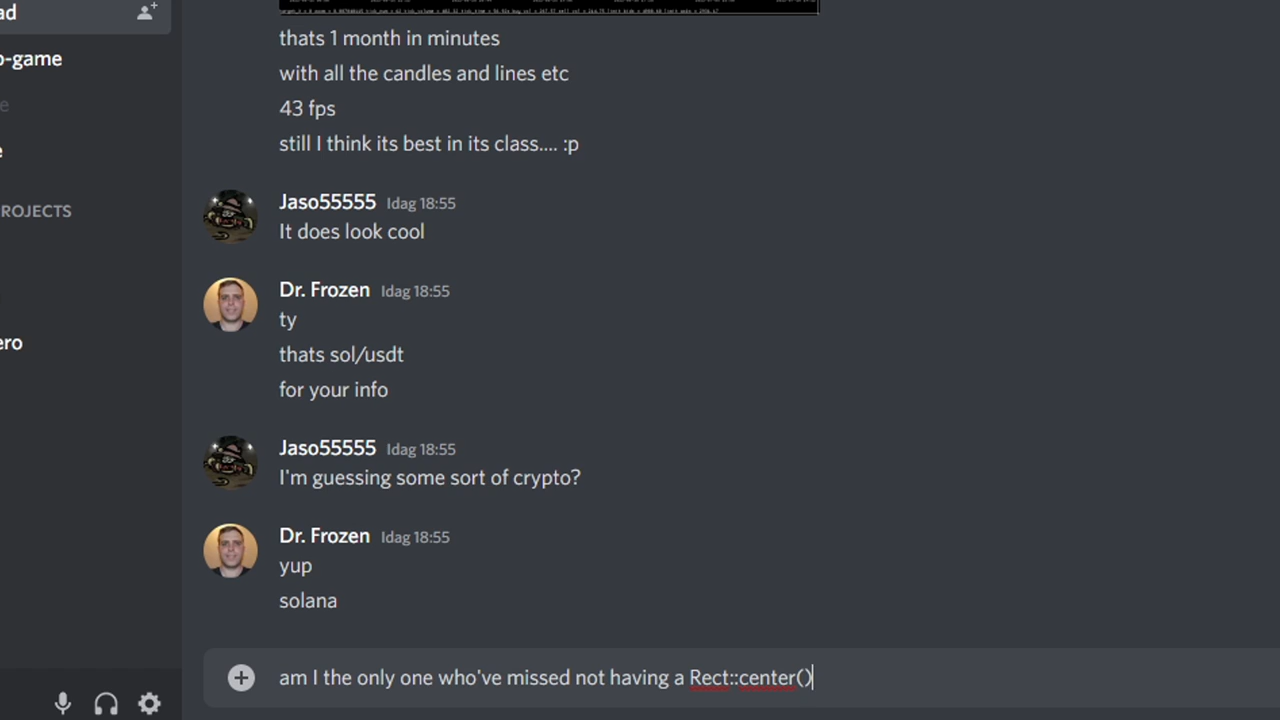 ad
o-game
e
e
ROJECTS
ero
thats 1 month in minutes
with all the candles and lines etc
43 fps
still I think its best in its class.... :p
Jaso55555 Idag 18:55
It does look cool
Dr. Frozen Idag 18:55
ty
thats sol/usdt
for your info
Jaso55555 Idag 18:55
I'm guessing some sort of crypto?
Dr. Frozen Idag 18:55
yup
solana
am I the only one who've missed not having a Rect::center()